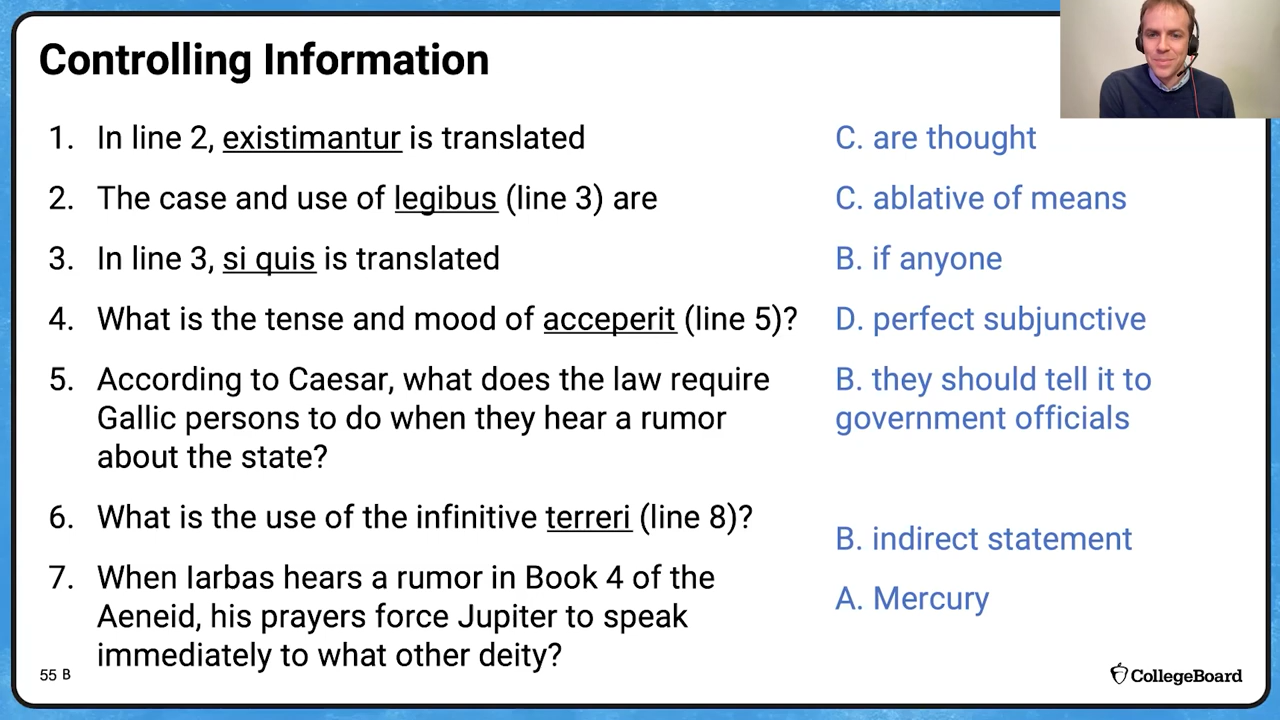 Controlling Information
1. In line 2, existimantur is translated
C. are thought
2. The case and use of legibus (line 3) are
C. ablative of means
3. In line 3, si quis is translated
B. if anyone
4. What is the tense and mood of acceperit (line 5)?
D. perfect subjunctive
5. According to Caesar, what does the law require
Gallic persons to do when they hear a rumor
about the state?
B. they should tell it to
government officials
6. What is the use of the infinitive terreri (line 8)?
B. indirect statement
7. When Iarbas hears a rumor in Book 4 of the
Aeneid, his prayers force Jupiter to speak
immediately to what other deity?
A. Mercury
55 B
CollegeBoard